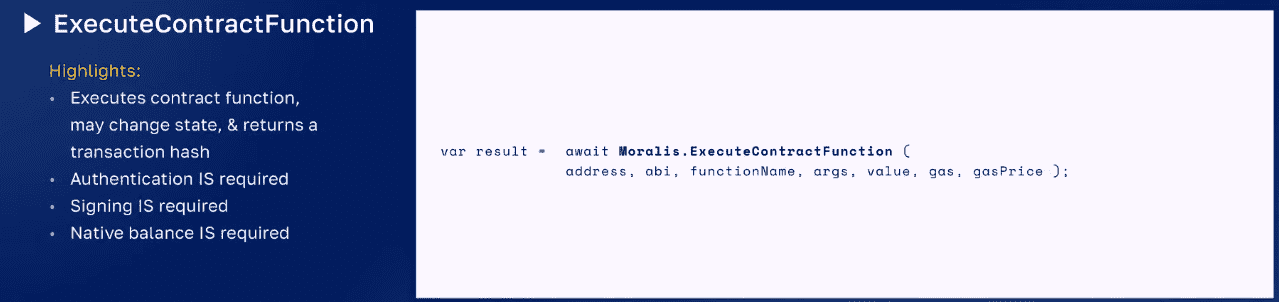 ▶ ExecuteContractFunction
Highlights:
• Executes contract function,
may change state, & returns a
transaction hash
• Authentication IS required
• Signing IS required
• Native balance IS required
var result = await Moralis.ExecuteContractFunction (
address, abi, functionName, args, value, gas, gasPrice );